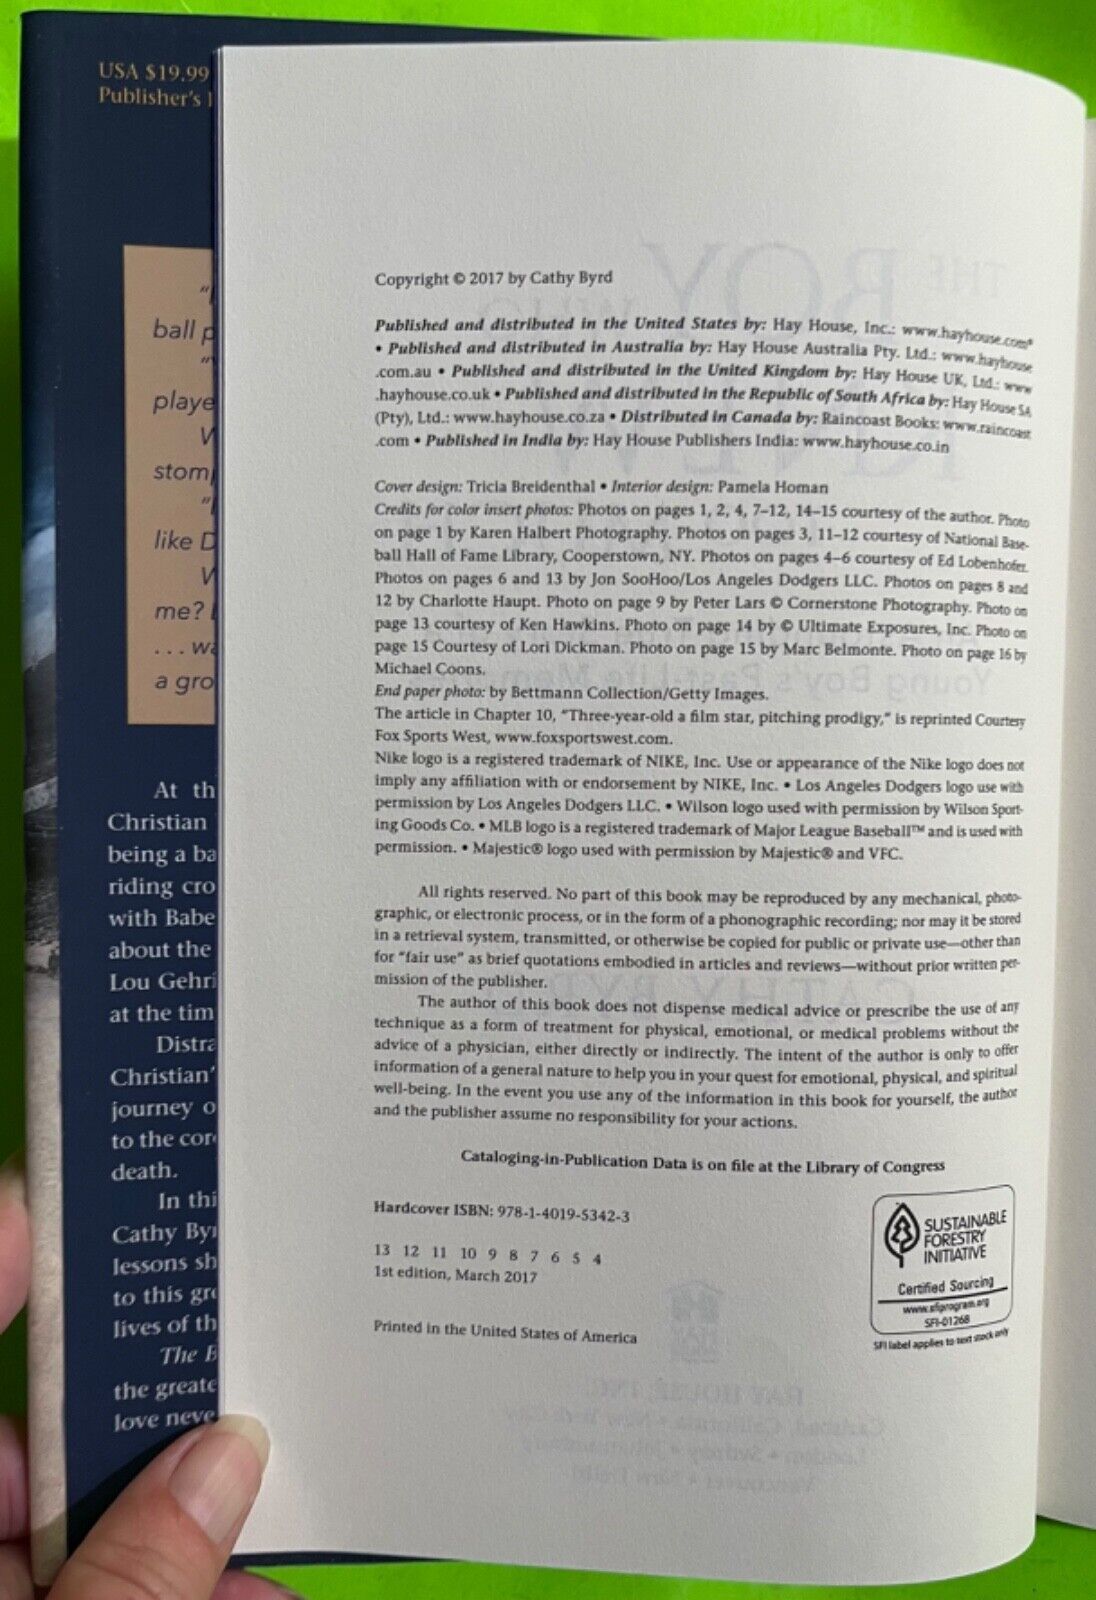 USA $19.99
Publisher's
ball
playe
stom
like D
me?
. . . wa
a gro
At th
Christian
being a ba
riding cro
with Babe
about the
Lou Gehri
at the tim
Distra
Christian'
journey o
to the cor
death.
In thi
Cathy Byr
lessons sh
to this gre
lives of th
The B
the greate
love neve
Copyright © 2017 by Cathy Byrd
Published and distributed in the United States by: Hay House, Inc.: www.hayhouse.com®
• Published and distributed in Australia by: Hay House Australia Pty. Ltd.: www.hayhouse
.com.au • Published and distributed in the United Kingdom by: Hay House UK, Ltd.: www
.hayhouse.co.uk • Published and distributed in the Republic of South Africa by: Hay House SA
(Pty), Ltd.: www.hayhouse.co.za • Distributed in Canada by: Raincoast Books: www.raincoast
.com • Published in India by: Hay House Publishers India: www.hayhouse.co.in
Cover design: Tricia Breidenthal • Interior design: Pamela Homan
Credits for color insert photos: Photos on pages 1, 2, 4, 7–12, 14–15 courtesy of the author. Photo
on page 1 by Karen Halbert Photography. Photos on pages 3, 11–12 courtesy of National Base-
ball Hall of Fame Library, Cooperstown, NY. Photos on pages 4–6 courtesy of Ed Lobenhofer.
Photos on pages 6 and 13 by Jon SooHoo/Los Angeles Dodgers LLC. Photos on pages 8 and
12 by Charlotte Haupt. Photo on page 9 by Peter Lars © Cornerstone Photography. Photo on
page 13 courtesy of Ken Hawkins. Photo on page 14 by © Ultimate Exposures, Inc. Photo on
page 15 Courtesy of Lori Dickman. Photo on page 15 by Marc Belmonte. Photo on page 16 by
Michael Coons.
End paper photo: by Bettmann Collection/Getty Images.
The article in Chapter 10, “Three-year-old a film star, pitching prodigy,” is reprinted Courtesy
Fox Sports West, www.foxsportswest.com.
Nike logo is a registered trademark of NIKE, Inc. Use or appearance of the Nike logo does not
imply any affiliation with or endorsement by NIKE, Inc. • Los Angeles Dodgers logo use with
permission by Los Angeles Dodgers LLC. • Wilson logo used with permission by Wilson Sport-
ing Goods Co. • MLB logo is a registered trademark of Major League Baseball™ and is used with
permission. • Majestic® logo used with permission by Majestic® and VFC.
All rights reserved. No part of this book may be reproduced by any mechanical, photo-
graphic, or electronic process, or in the form of a phonographic recording; nor may it be stored
in a retrieval system, transmitted, or otherwise be copied for public or private use—other than
for “fair use” as brief quotations embodied in articles and reviews—without prior written per-
mission of the publisher.
The author of this book does not dispense medical advice or prescribe the use of any
technique as a form of treatment for physical, emotional, or medical problems without the
advice of a physician, either directly or indirectly. The intent of the author is only to offer
information of a general nature to help you in your quest for emotional, physical, and spiritual
well-being. In the event you use any of the information in this book for yourself, the author
and the publisher assume no responsibility for your actions.
Cataloging-in-Publication Data is on file at the Library of Congress
Hardcover ISBN: 978-1-4019-5342-3
13 12 11 10 9 8 7 6 5 4
1st edition, March 2017
Printed in the United States of America
SUSTAINABLE
FORESTRY
INITIATIVE
Certified Sourcing
www.sfiprogram.org
SFI-01268
SFI label applies to text stock only